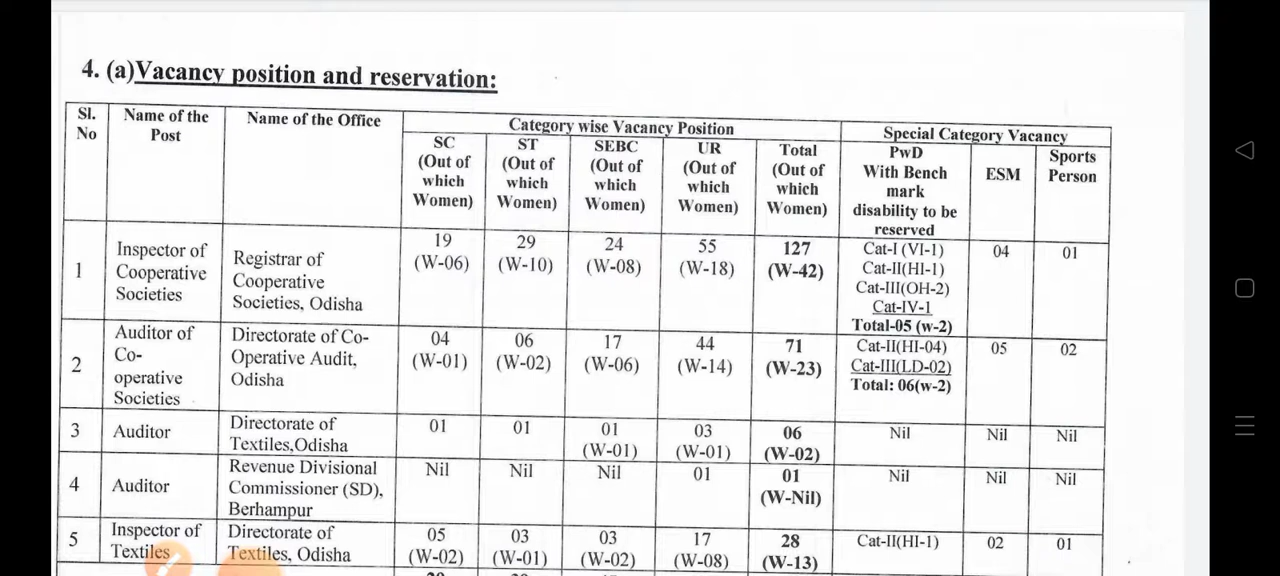 4. (a)Vacancy position and reservation:
Sl. No | Name of the Post | Name of the Office | Category wise Vacancy Position | Special Category Vacancy
SC (Out of which Women) | ST (Out of which Women) | SEBC (Out of which Women) | UR (Out of which Women) | Total (Out of which Women) | PwD With Bench mark disability to be reserved | ESM | Sports Person
1 | Inspector of Cooperative Societies | Registrar of Cooperative Societies, Odisha | 19 (W-06) | 29 (W-10) | 24 (W-08) | 55 (W-18) | 127 (W-42) | Cat-I (VI-1) Cat-II(HI-1) Cat-III(OH-2) Cat-IV-1 Total-05 (w-2) | 04 | 01
2 | Auditor of Co-operative Societies | Directorate of Co-Operative Audit, Odisha | 04 (W-01) | 06 (W-02) | 17 (W-06) | 44 (W-14) | 71 (W-23) | Cat-II(HI-04) Cat-III(LD-02) Total: 06(w-2) | 05 | 02
3 | Auditor | Directorate of Textiles,Odisha | 01 | 01 | 01 (W-01) | 03 (W-01) | 06 (W-02) | Nil | Nil | Nil
4 | Auditor | Revenue Divisional Commissioner (SD), Berhampur | Nil | Nil | Nil | 01 | 01 (W-Nil) | Nil | Nil | Nil
5 | Inspector of Textiles | Directorate of Textiles, Odisha | 05 (W-02) | 03 (W-01) | 03 (W-02) | 17 (W-08) | 28 (W-13) | Cat-II(HI-1) | 02 | 01